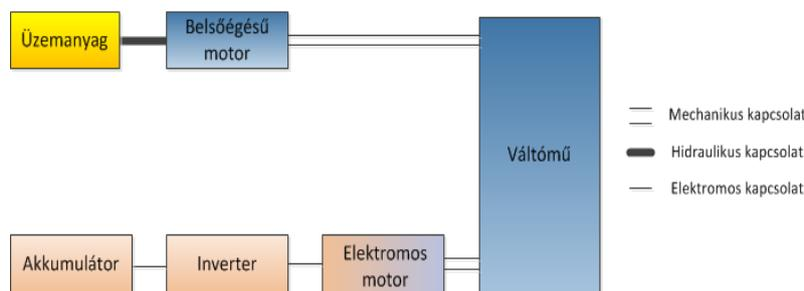 Üzemanyag
Belsőégésű
motor
Váltómű
Mechanikus kapcsolat
Hidraulikus kapcsolat
Elektromos kapcsolat
Akkumulátor
Inverter
Elektromos
motor